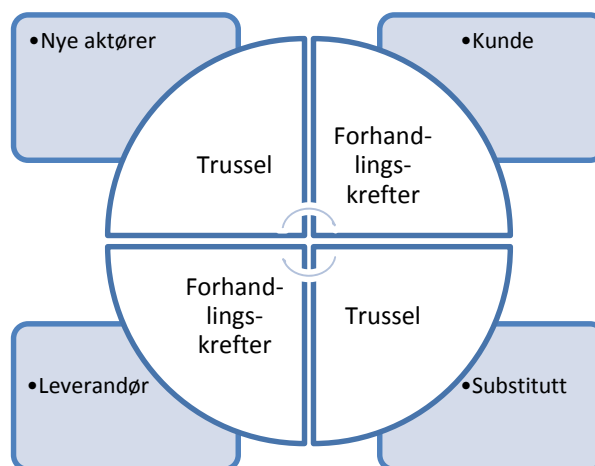 •Nye aktører
•Kunde
Trussel
Forhand-
lings-
krefter
Forhand-
lings-
krefter
Trussel
•Leverandør
•Substitutt